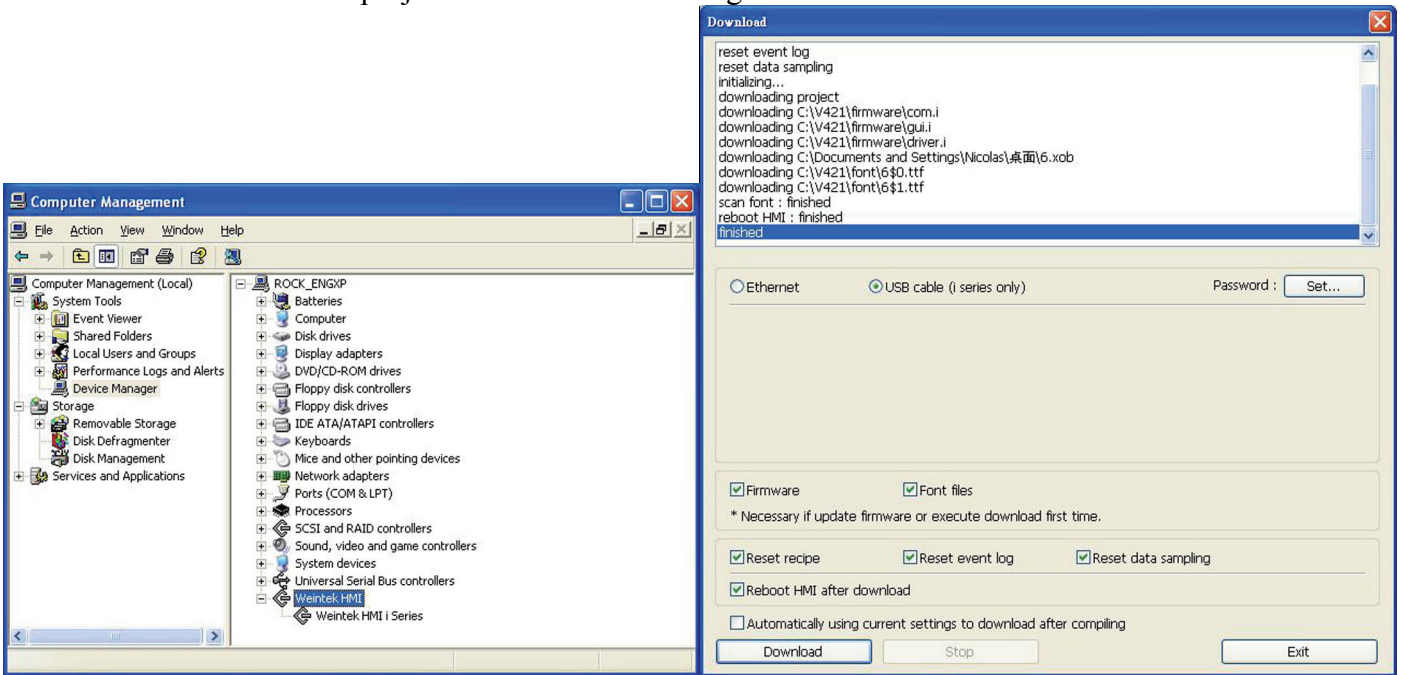 Computer Management
File Action View Window Help
Computer Management (Local)
System Tools
Event Viewer
Shared Folders
Local Users and Groups
Performance Logs and Alerts
Device Manager
Storage
Removable Storage
Disk Defragmenter
Disk Management
Services and Applications
ROCK_ENGXP
Batteries
Computer
Disk drives
Display adapters
DVD/CD-ROM drives
Floppy disk controllers
Floppy disk drives
IDE ATA/ATAPI controllers
Keyboards
Mice and other pointing devices
Network adapters
Ports (COM & LPT)
Processors
SCSI and RAID controllers
Sound, video and game controllers
System devices
Universal Serial Bus controllers
Weintek HMI
Weintek HMI i Series
Download
reset event log
reset data sampling
initializing...
downloading project
downloading C:\V421\firmware\com.i
downloading C:\V421\firmware\gui.i
downloading C:\V421\firmware\driver.i
downloading C:\Documents and Settings\Nicolas\桌面\6.xob
downloading C:\V421\font\6$0.ttf
downloading C:\V421\font\6$1.ttf
scan font : finished
reboot HMI : finished
finished
Ethernet USB cable (i series only) Password : Set...
Firmware Font files
* Necessary if update firmware or execute download first time.
Reset recipe Reset event log Reset data sampling
Reboot HMI after download
Automatically using current settings to download after compiling
Download Stop Exit